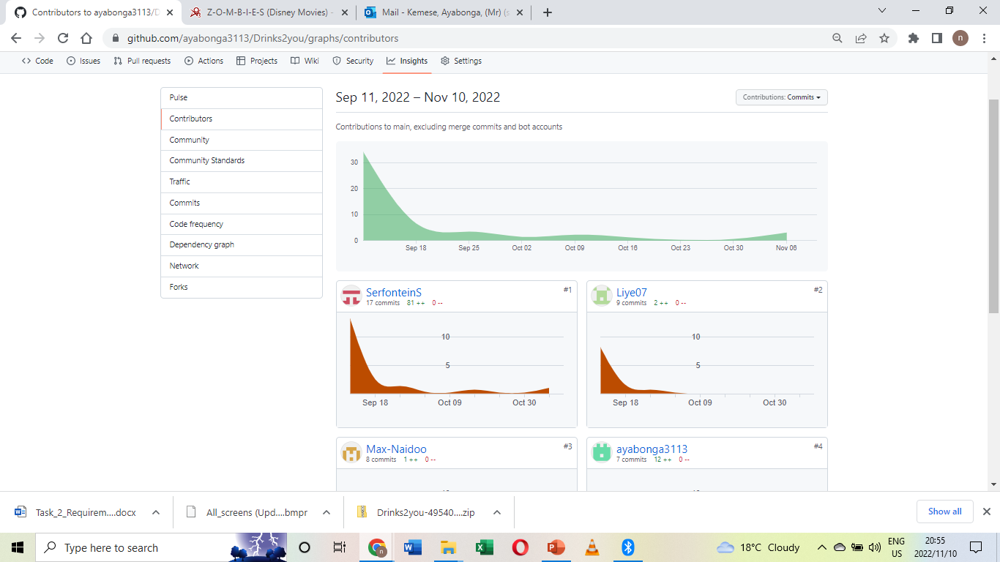 Contributors to ayabonga3113/D
Z-O-M-B-I-E-S (Disney Movies) -
Mail - Kemese, Ayabonga, (Mr) (s
github.com/ayabonga3113/Drinks2you/graphs/contributors
n
Code
Issues
Pull requests
Actions
Projects
Wiki
Security
Insights
Settings
Pulse
Contributors
Community
Community Standards
Traffic
Commits
Code frequency
Dependency graph
Network
Forks
Sep 11, 2022 – Nov 10, 2022
Contributions: Commits
Contributions to main, excluding merge commits and bot accounts
30
20
10
0
Sep 18 Sep 25 Oct 02 Oct 09 Oct 16 Oct 23 Oct 30 Nov 06
SerfonteinS #1
17 commits 81 ++ 0 --
10
5
Sep 18 Oct 09 Oct 30
Liye07 #2
9 commits 2 ++ 0 --
10
5
Sep 18 Oct 09 Oct 30
Max-Naidoo #3
8 commits 1 ++ 0 --
ayabonga3113 #4
7 commits 12 ++ 0 --
Task_2_Requirem....docx
All_screens (Upd....bmpr
Drinks2you-49540....zip
Show all
Type here to search
n
18°C Cloudy
ENG
US
20:55
2022/11/10